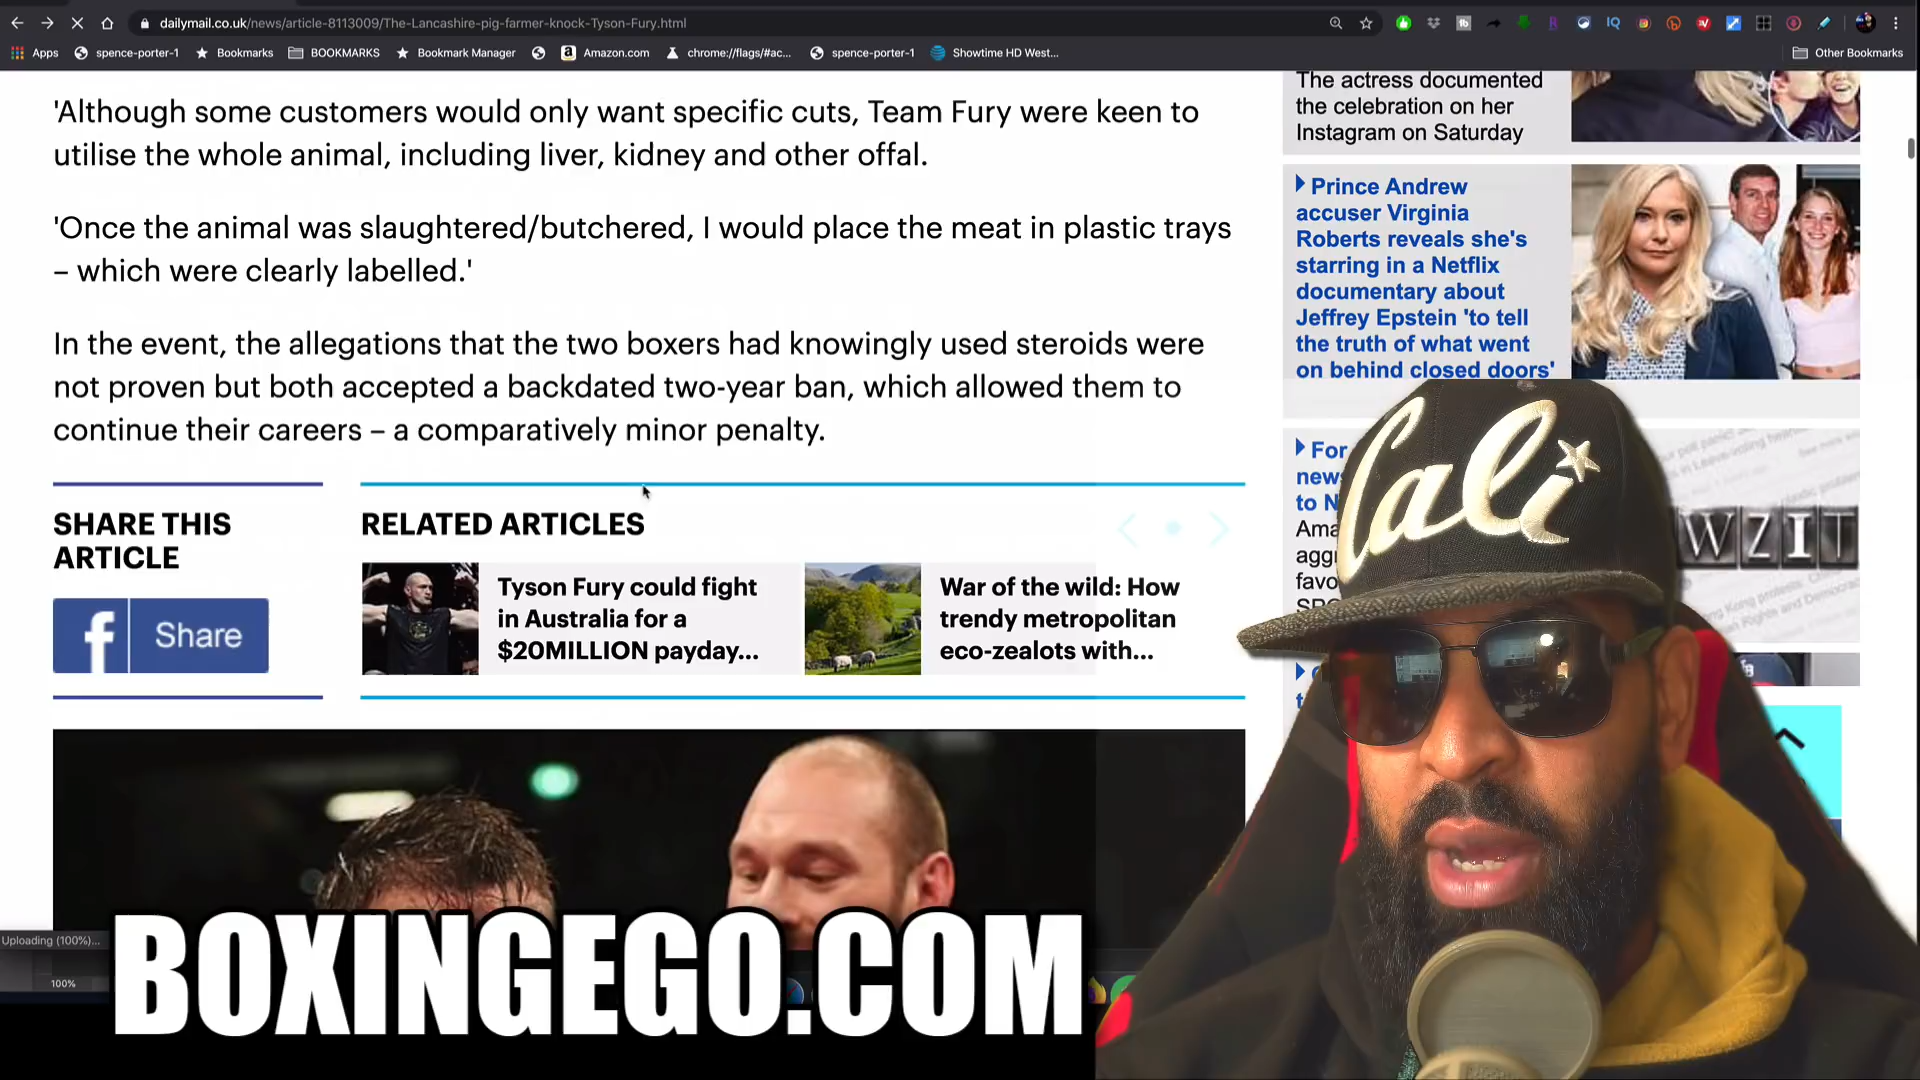 dailymail.co.uk/news/article-8113009/The-Lancashire-pig-farmer-knock-Tyson-Fury.html
Apps spence-porter-1 Bookmarks BOOKMARKS Bookmark Manager Amazon.com chrome://flags/#ac... spence-porter-1 Showtime HD West... Other Bookmarks
'Although some customers would only want specific cuts, Team Fury were keen to
utilise the whole animal, including liver, kidney and other offal.
'Once the animal was slaughtered/butchered, I would place the meat in plastic trays
– which were clearly labelled.'
In the event, the allegations that the two boxers had knowingly used steroids were
not proven but both accepted a backdated two-year ban, which allowed them to
continue their careers – a comparatively minor penalty.
SHARE THIS
ARTICLE
f Share
RELATED ARTICLES
Tyson Fury could fight
in Australia for a
$20MILLION payday...
War of the wild: How
trendy metropolitan
eco-zealots with...
The actress documented
the celebration on her
Instagram on Saturday
Prince Andrew
accuser Virginia
Roberts reveals she's
starring in a Netflix
documentary about
Jeffrey Epstein 'to tell
the truth of what went
on behind closed doors'
For
new
to N
Ama
aggr
favo
WZIT
Cali
Uploading (100%)...
100%
BOXINGEGO.COM